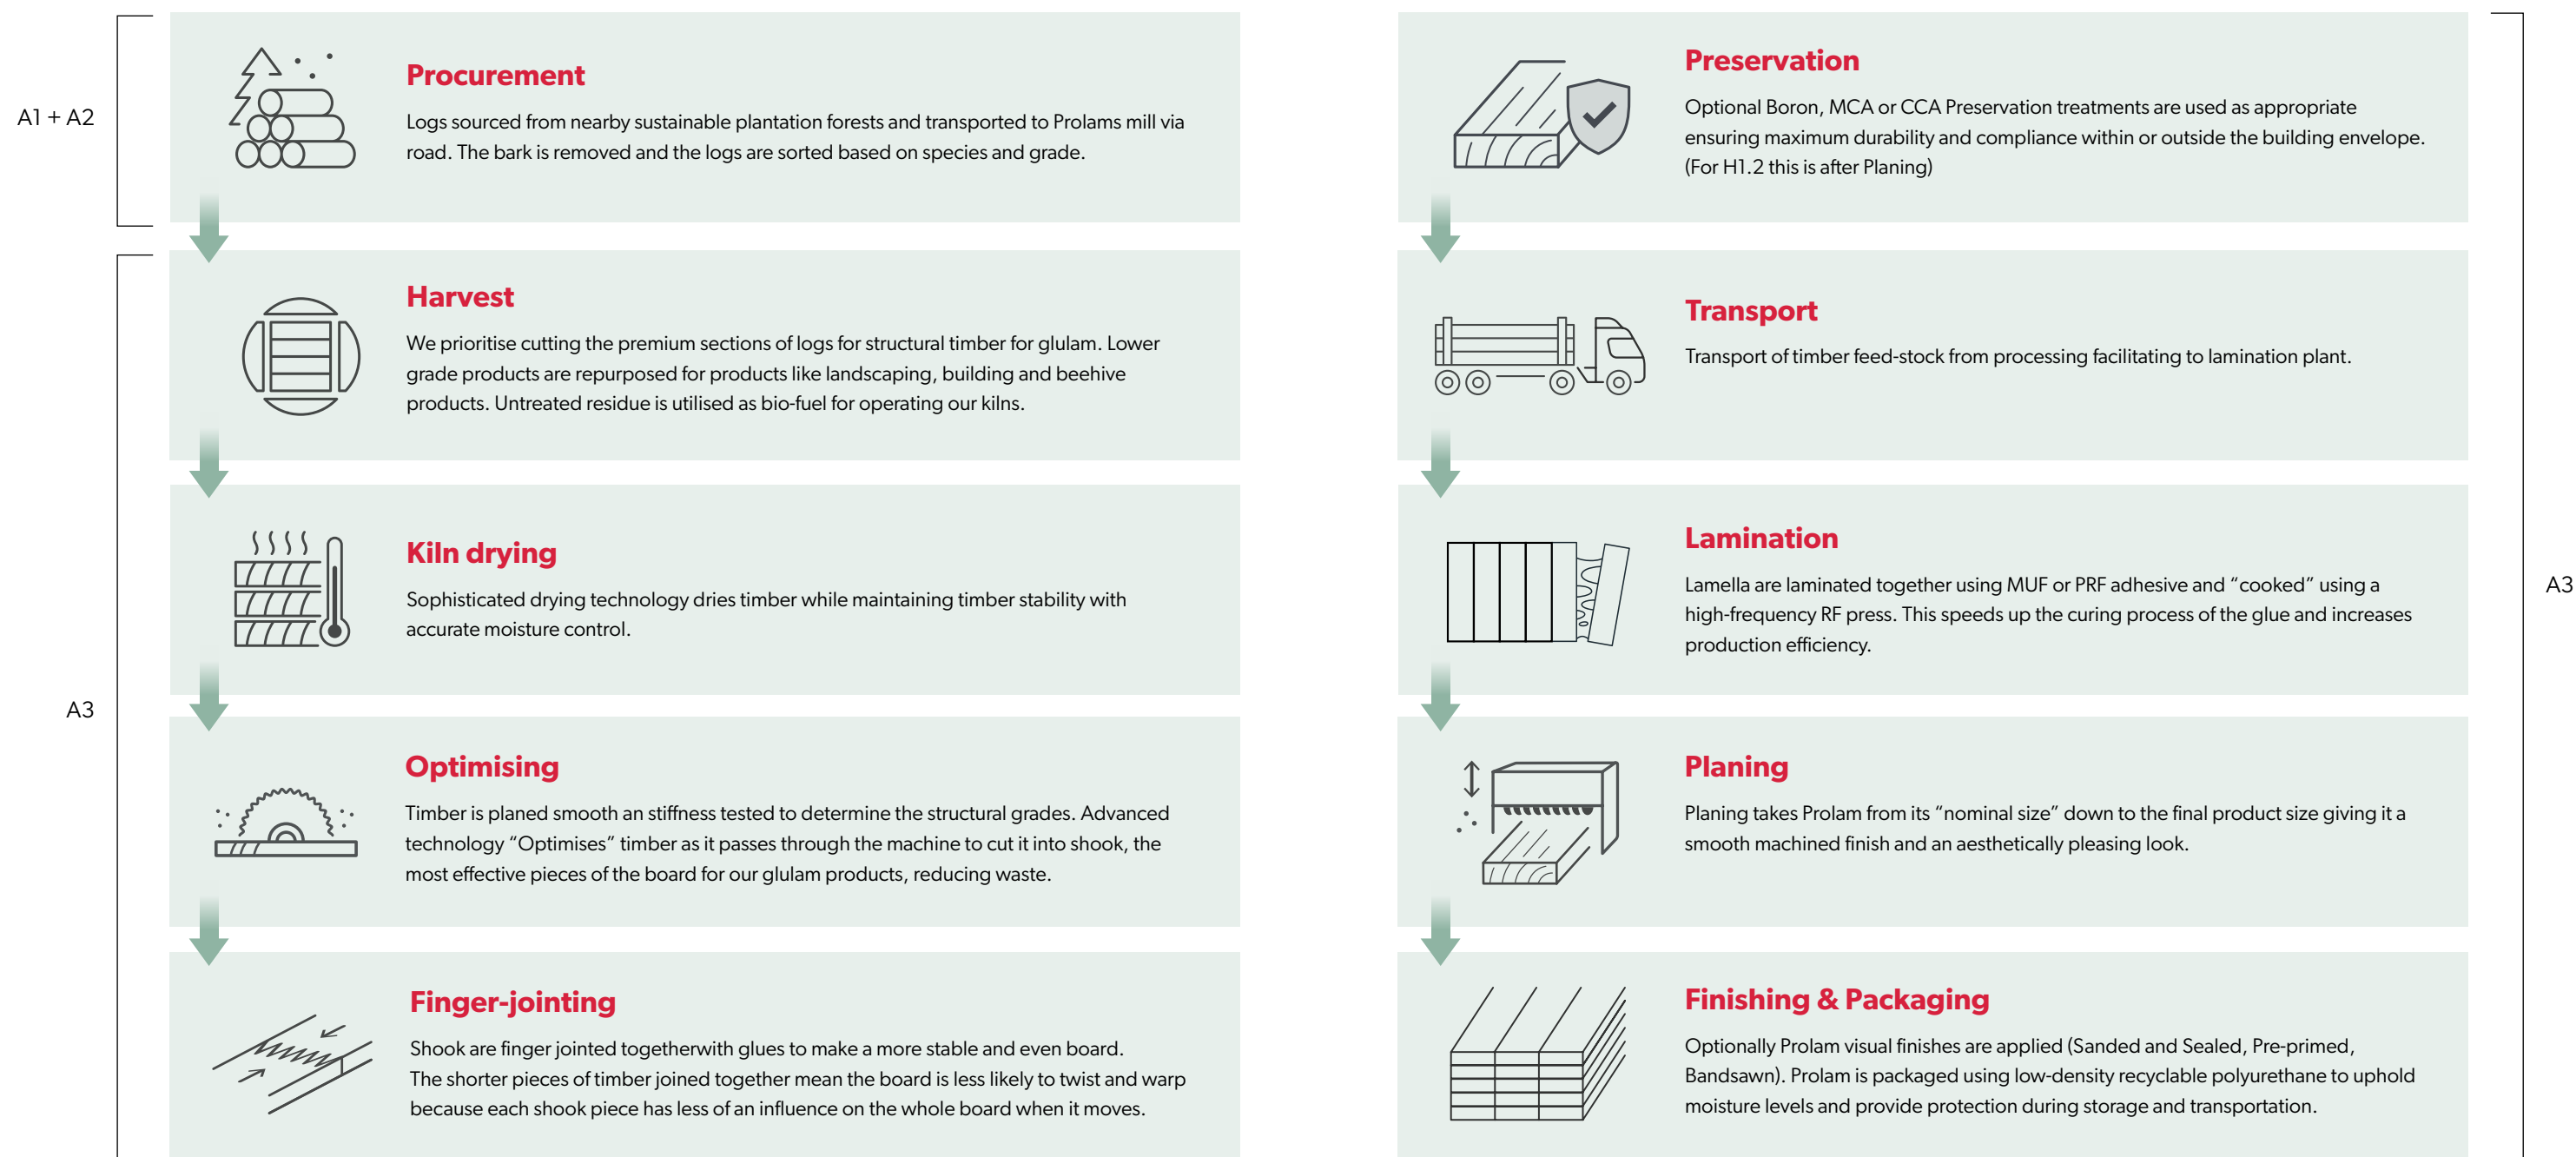 A1 + A2
Procurement
Logs sourced from nearby sustainable plantation forests and transported to Prolams mill via
road. The bark is removed and the logs are sorted based on species and grade.
A3
Harvest
We prioritise cutting the premium sections of logs for structural timber for glulam. Lower
grade products are repurposed for products like landscaping, building and beehive
products. Untreated residue is utilised as bio-fuel for operating our kilns.
Kiln drying
Sophisticated drying technology dries timber while maintaining timber stability with
accurate moisture control.
Optimising
Timber is planed smooth an stiffness tested to determine the structural grades. Advanced
technology “Optimises” timber as it passes through the machine to cut it into shook, the
most effective pieces of the board for our glulam products, reducing waste.
Finger-jointing
Shook are finger jointed togetherwith glues to make a more stable and even board.
The shorter pieces of timber joined together mean the board is less likely to twist and warp
because each shook piece has less of an influence on the whole board when it moves.
Preservation
Optional Boron, MCA or CCA Preservation treatments are used as appropriate
ensuring maximum durability and compliance within or outside the building envelope.
(For H1.2 this is after Planing)
Transport
Transport of timber feed-stock from processing facilitating to lamination plant.
Lamination
Lamella are laminated together using MUF or PRF adhesive and “cooked” using a
high-frequency RF press. This speeds up the curing process of the glue and increases
production efficiency.
A3
Planing
Planing takes Prolam from its “nominal size” down to the final product size giving it a
smooth machined finish and an aesthetically pleasing look.
Finishing & Packaging
Optionally Prolam visual finishes are applied (Sanded and Sealed, Pre-primed,
Bandsawn). Prolam is packaged using low-density recyclable polyurethane to uphold
moisture levels and provide protection during storage and transportation.